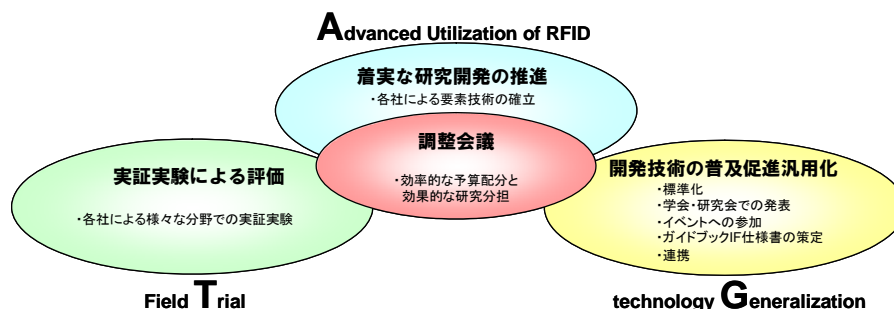 Advanced Utilization of RFID
着実な研究開発の推進
・各社による要素技術の確立
調整会議
・効率的な予算配分と
効果的な研究分担
実証実験による評価
・各社による様々な分野での実証実験
開発技術の普及促進汎用化
・標準化
・学会・研究会での発表
・イベントへの参加
・ガイドブックIF仕様書の策定
・連携
Field Trial
technology Generalization